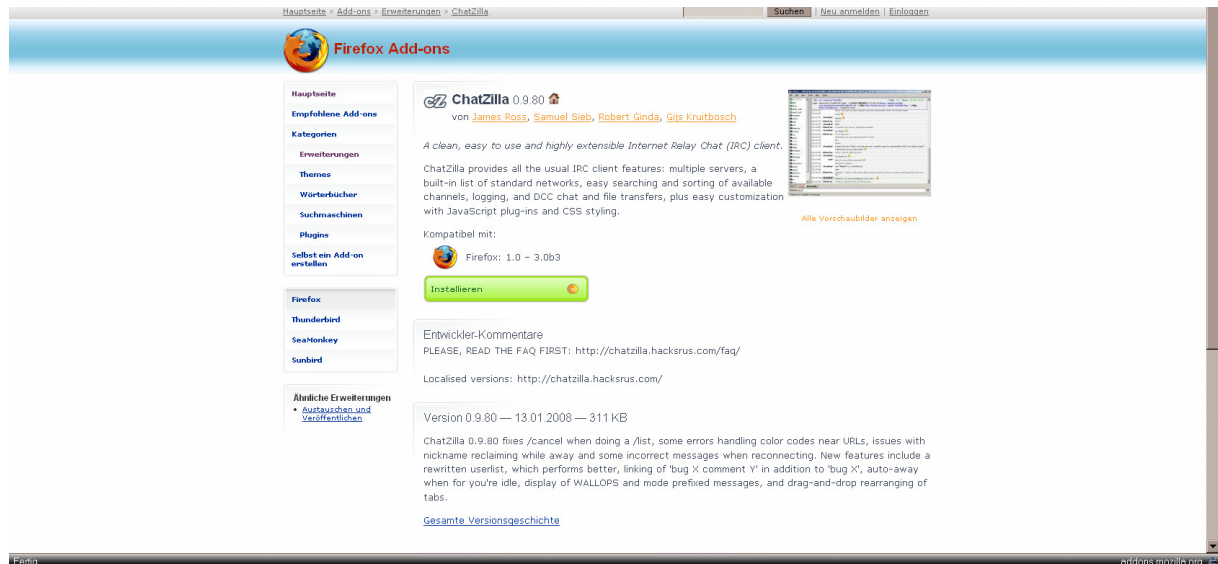 Hauptseite » Add-ons » Erweiterungen » ChatZilla
Suchen | Neu anmelden | Einloggen
Firefox Add-ons
Hauptseite
Empfohlene Add-ons
Kategorien
Erweiterungen
Themes
Wörterbücher
Suchmaschinen
Plugins
Selbst ein Add-on
erstellen
Firefox
Thunderbird
SeaMonkey
Sunbird
Ähnliche Erweiterungen
• Austauschen und
Veröffentlichen
cZ ChatZilla 0.9.80
von James Ross, Samuel Sieb, Robert Ginda, Gijs Kruitbosch
A clean, easy to use and highly extensible Internet Relay Chat (IRC) client.
ChatZilla provides all the usual IRC client features: multiple servers, a
built-in list of standard networks, easy searching and sorting of available
channels, logging, and DCC chat and file transfers, plus easy customization
with JavaScript plug-ins and CSS styling.
Alle Vorschaubilder anzeigen
Kompatibel mit:
Firefox: 1.0 – 3.0b3
Installieren
Entwickler-Kommentare
PLEASE, READ THE FAQ FIRST: http://chatzilla.hacksrus.com/faq/
Localised versions: http://chatzilla.hacksrus.com/
Version 0.9.80 — 13.01.2008 — 311 KB
ChatZilla 0.9.80 fixes /cancel when doing a /list, some errors handling color codes near URLs, issues with
nickname reclaiming while away and some incorrect messages when reconnecting. New features include a
rewritten userlist, which performs better, linking of 'bug X comment Y' in addition to 'bug X', auto-away
when for you're idle, display of WALLOPS and mode prefixed messages, and drag-and-drop rearranging of
tabs.
Gesamte Versionsgeschichte
Fertig
addons.mozilla.org